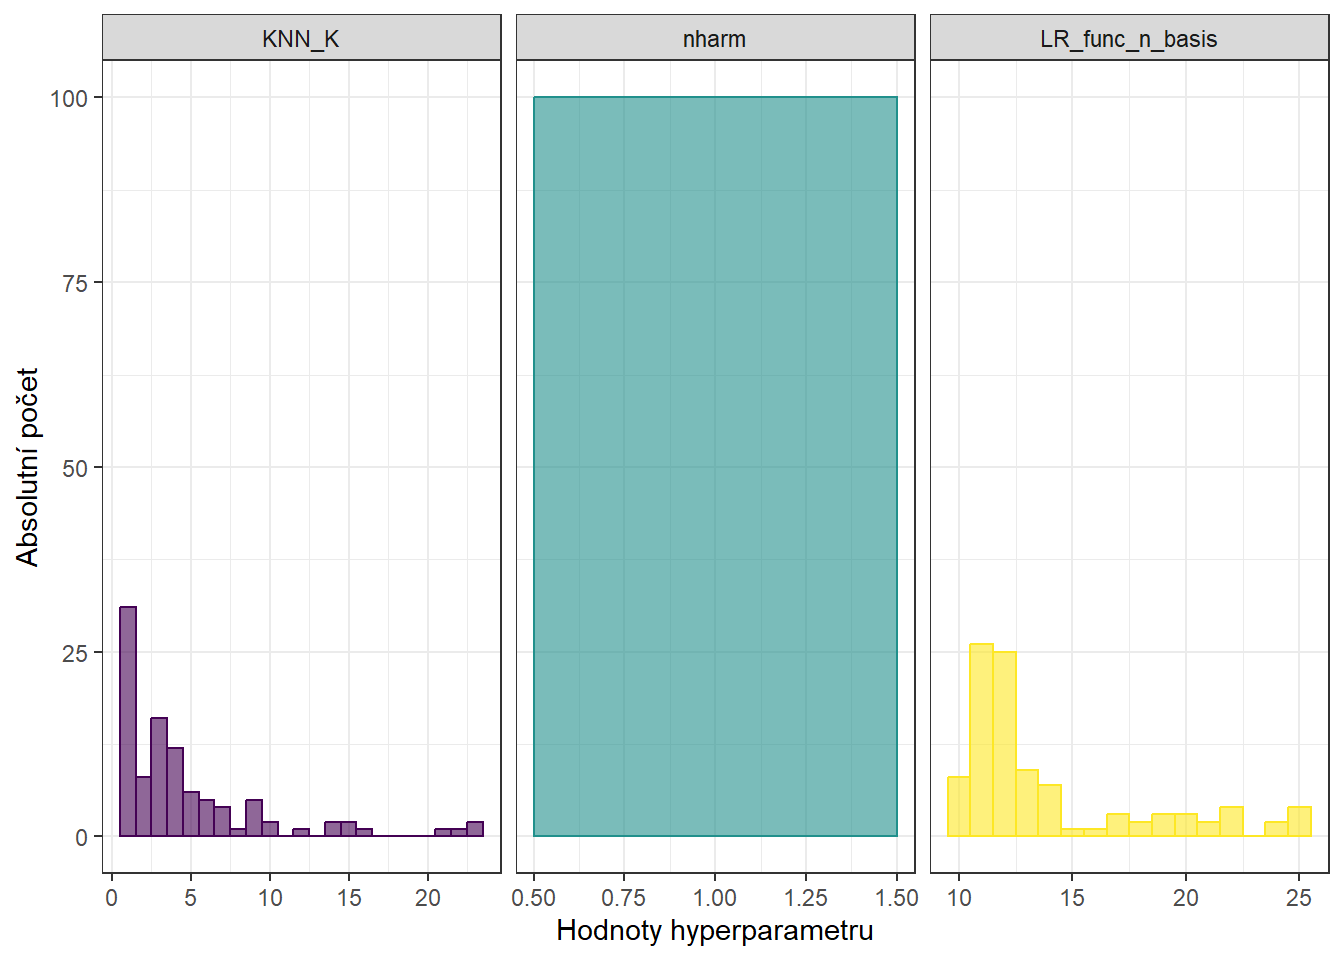 KNN_K
nharm
LR_func_n_basis
100
75
50
25
0
Absolutní počet
0 5 10 15 20
0.50 0.75 1.00 1.25 1.50
10 15 20 25
Hodnoty hyperparametru